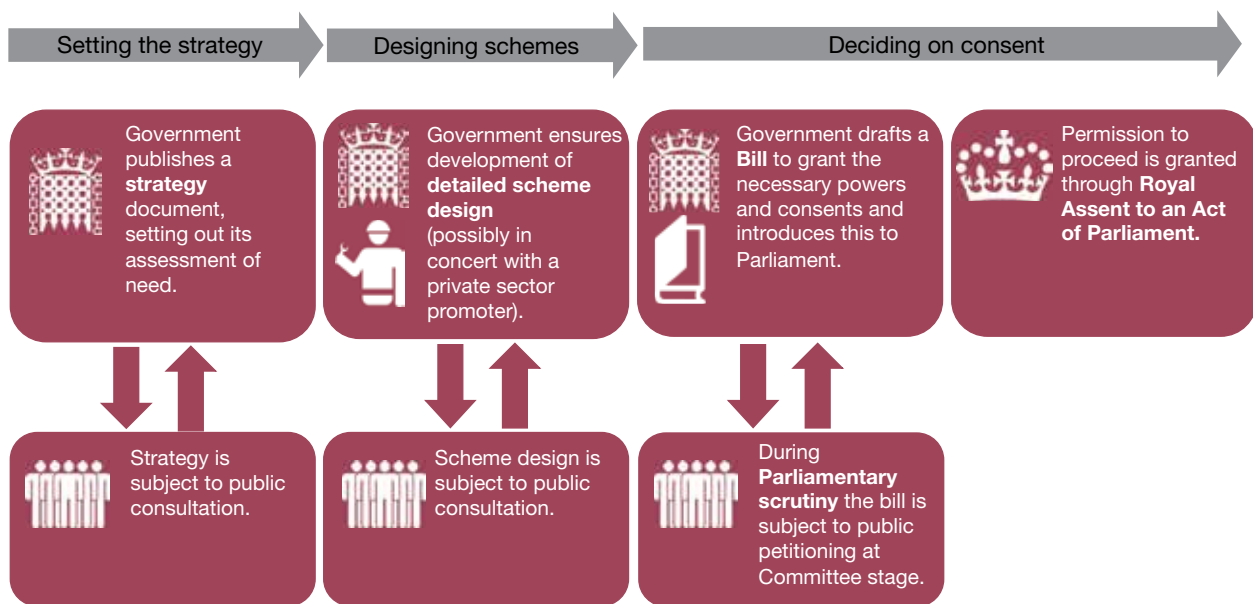 Setting the strategy
Designing schemes
Deciding on consent
Government
publishes a
strategy
document,
setting out its
assessment of
need.
Government ensures
development of
detailed scheme
design
(possibly in
concert with a
private sector
promoter).
Government drafts a
Bill to grant the
necessary powers
and consents and
introduces this to
Parliament.
Permission to
proceed is granted
through Royal
Assent to an Act
of Parliament.
Strategy is
subject to public
consultation.
Scheme design is
subject to public
consultation.
During
Parliamentary
scrutiny the bill is
subject to public
petitioning at
Committee stage.